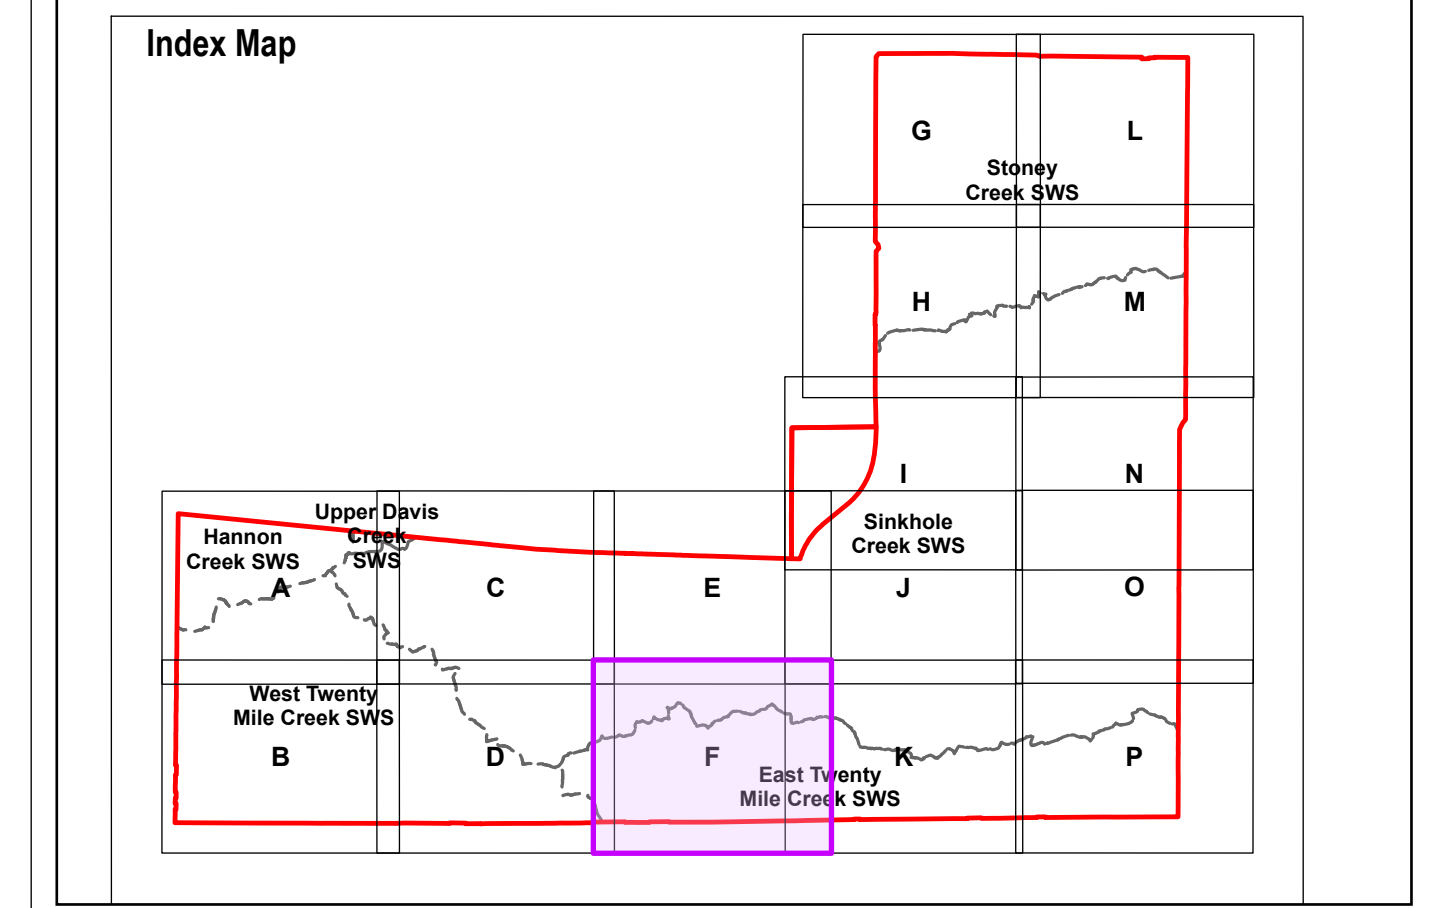 Index Map
G
L
Stoney
Creek SWS
H
M
I
N
Upper Davis
Creek
SWS
Hannon
Creek SWS
Sinkhole
Creek SWS
A
C
E
J
O
West Twenty
Mile Creek SWS
B
D
F
K
P
East Twenty
Mile Creek SWS